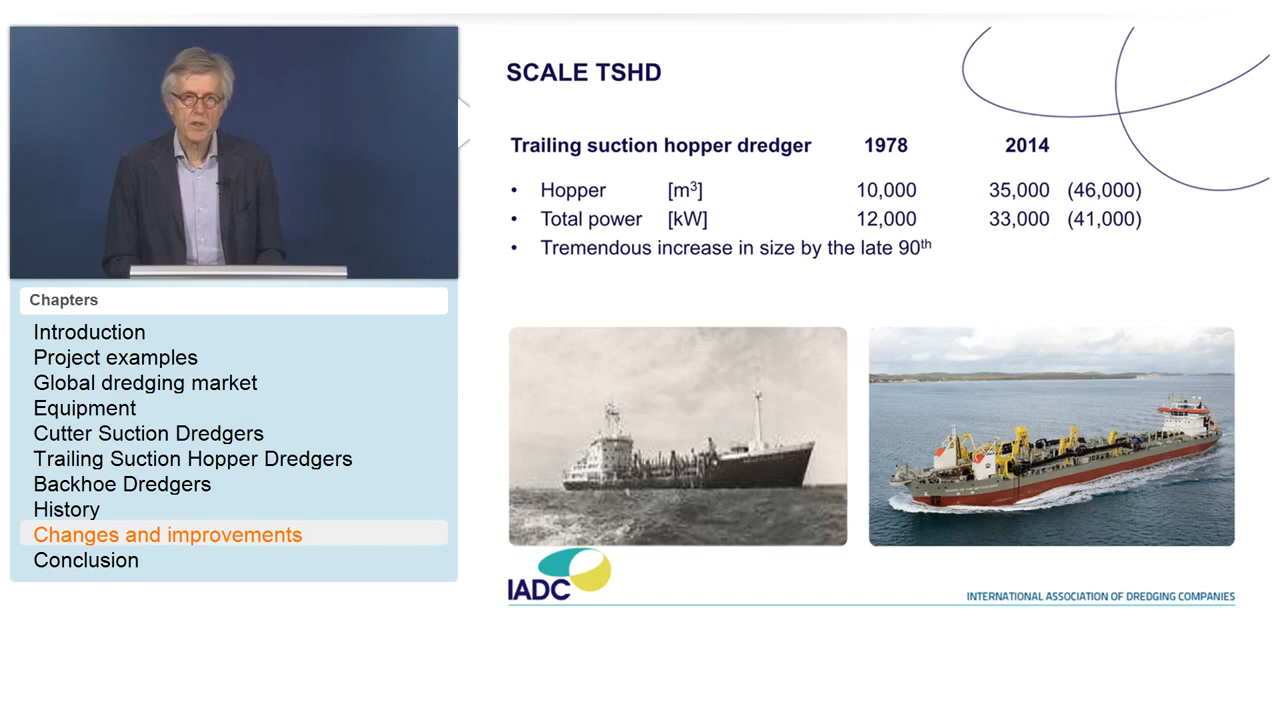 SCALE TSHD
Trailing suction hopper dredger 1978 2014
• Hopper [m³] 10,000 35,000 (46,000)
• Total power [kW] 12,000 33,000 (41,000)
• Tremendous increase in size by the late 90th
Chapters
Introduction
Project examples
Global dredging market
Equipment
Cutter Suction Dredgers
Trailing Suction Hopper Dredgers
Backhoe Dredgers
History
Changes and improvements
Conclusion
IADC
INTERNATIONAL ASSOCIATION OF DREDGING COMPANIES